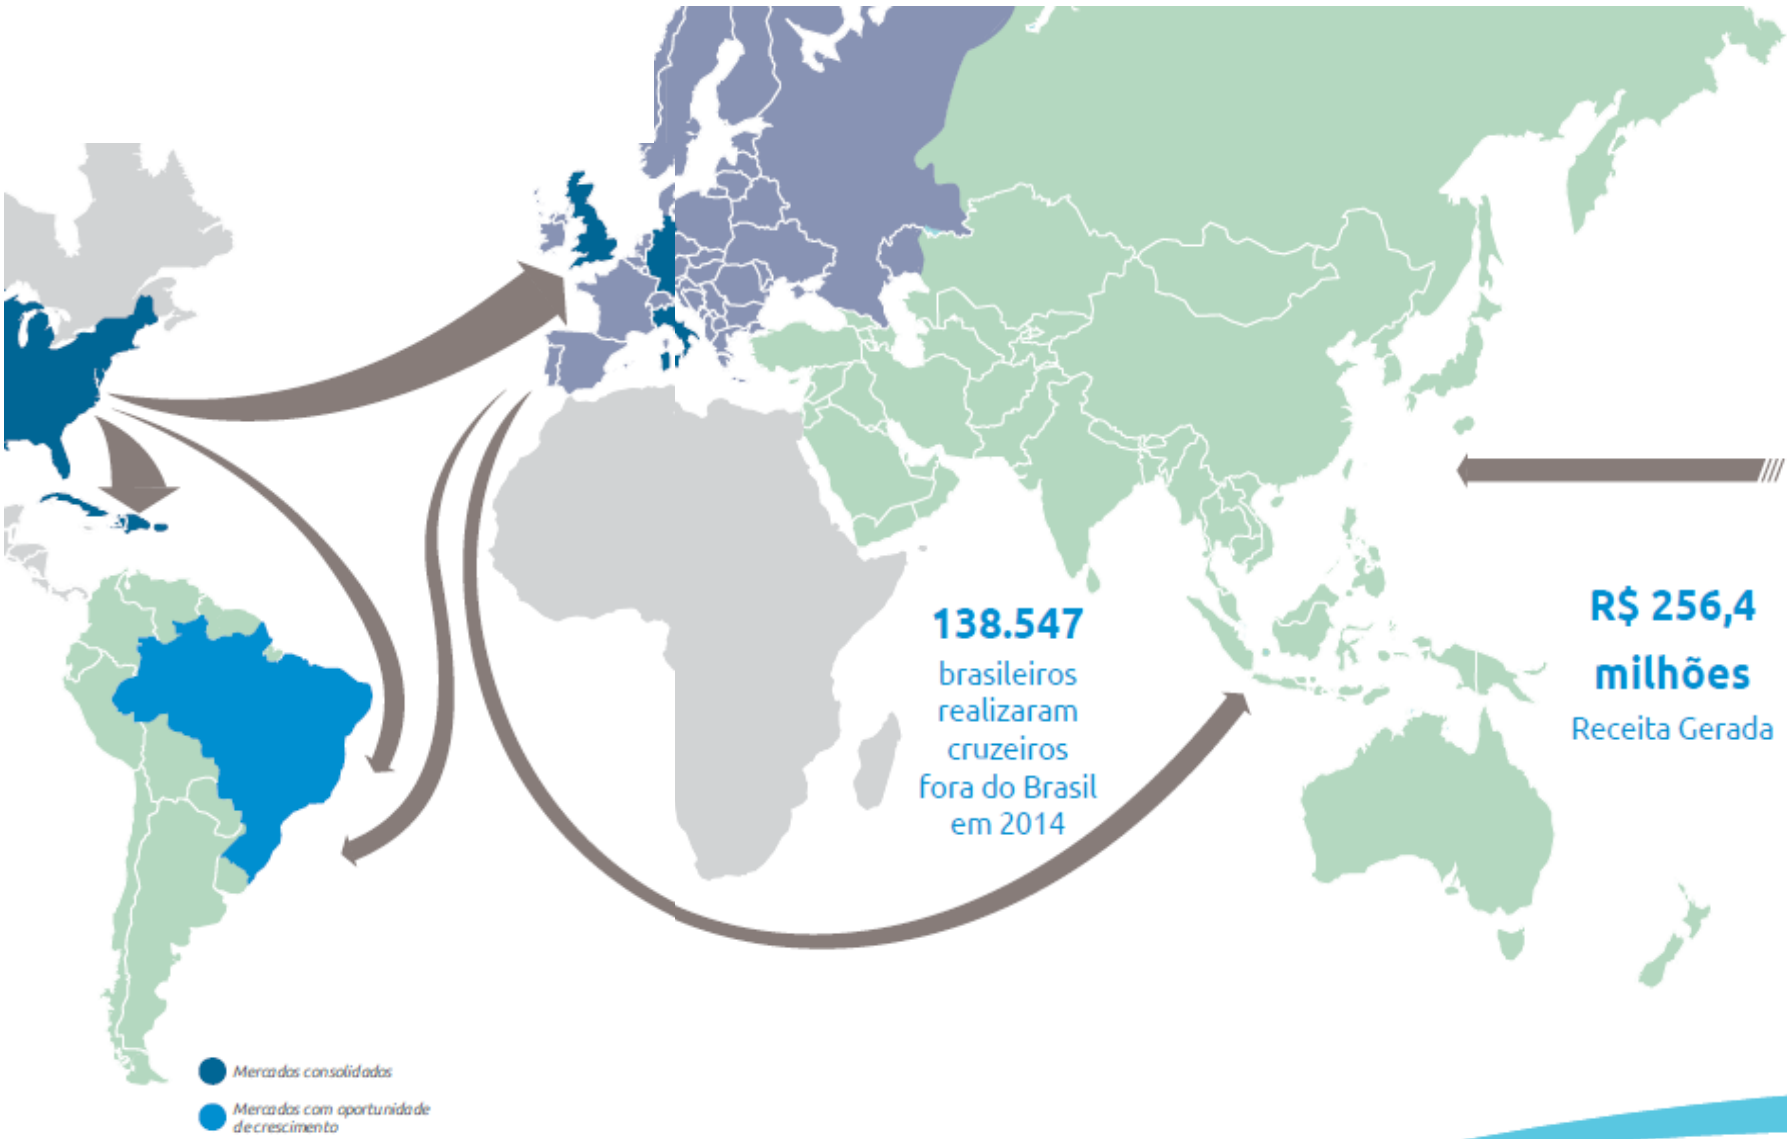 138.547
brasileiros
realizaram
cruzeiros
fora do Brasil
em 2014
R$ 256,4
milhões
Receita Gerada
Mercados consolidados
Mercados com oportunidade
de crescimento